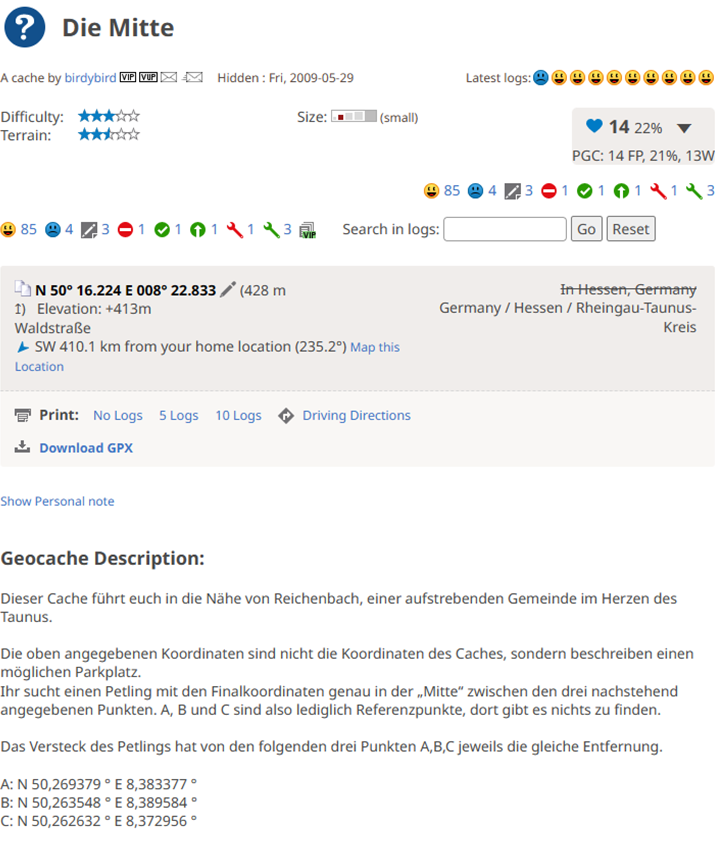 ? Die Mitte
A cache by birdybird VIP VUP Hidden : Fri, 2009-05-29 Latest logs:
Difficulty: Size: (small) 14 22%
Terrain:
PGC: 14 FP, 21%, 13W
85 4 3 1 1 1 1 3
85 4 3 1 1 1 1 3 VIP Search in logs: Go Reset
N 50° 16.224 E 008° 22.833 (428 m In Hessen, Germany
) Elevation: +413m Germany / Hessen / Rheingau-Taunus-
Waldstraße Kreis
SW 410.1 km from your home location (235.2°) Map this
Location
Print: No Logs 5 Logs 10 Logs Driving Directions
Download GPX
Show Personal note
Geocache Description:
Dieser Cache führt euch in die Nähe von Reichenbach, einer aufstrebenden Gemeinde im Herzen des
Taunus.
Die oben angegebenen Koordinaten sind nicht die Koordinaten des Caches, sondern beschreiben einen
möglichen Parkplatz.
Ihr sucht einen Petling mit den Finalkoordinaten genau in der „Mitte“ zwischen den drei nachstehend
angegebenen Punkten. A, B und C sind also lediglich Referenzpunkte, dort gibt es nichts zu finden.
Das Versteck des Petlings hat von den folgenden drei Punkten A,B,C jeweils die gleiche Entfernung.
A: N 50,269379 ° E 8,383377 °
B: N 50,263548 ° E 8,389584 °
C: N 50,262632 ° E 8,372956 °